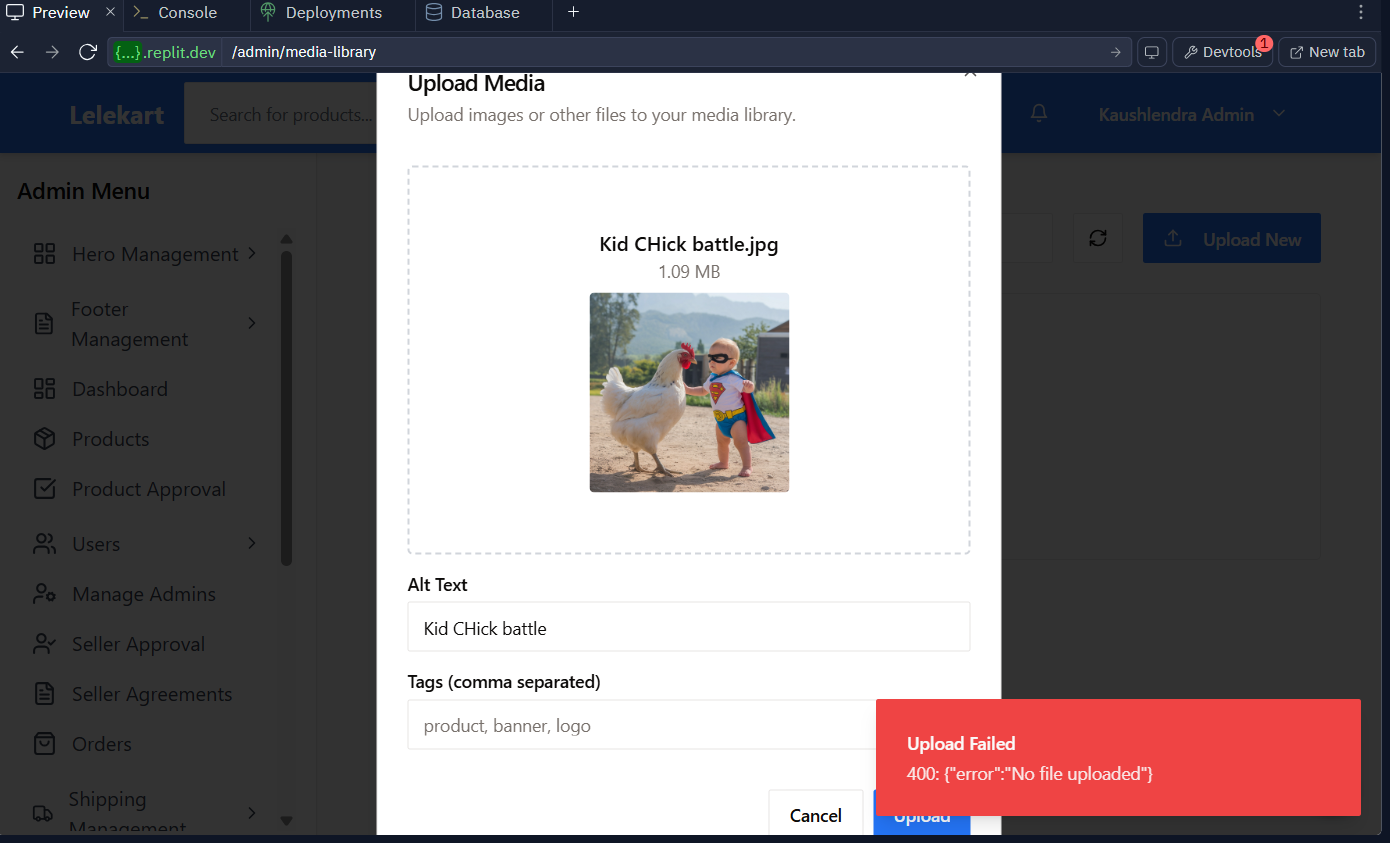 Preview
Console
Deployments
Database
{...}.replit.dev /admin/media-library
Devtools 1
New tab
Lelekart
Search for products...
Kaushlendra Admin
Admin Menu
Hero Management
Footer
Management
Dashboard
Products
Product Approval
Users
Manage Admins
Seller Approval
Seller Agreements
Orders
Shipping
Management
Upload New
Upload Media
Upload images or other files to your media library.
Kid CHick battle.jpg
1.09 MB
Alt Text
Kid CHick battle
Tags (comma separated)
product, banner, logo
Cancel
Upload
Upload Failed
400: {"error":"No file uploaded"}